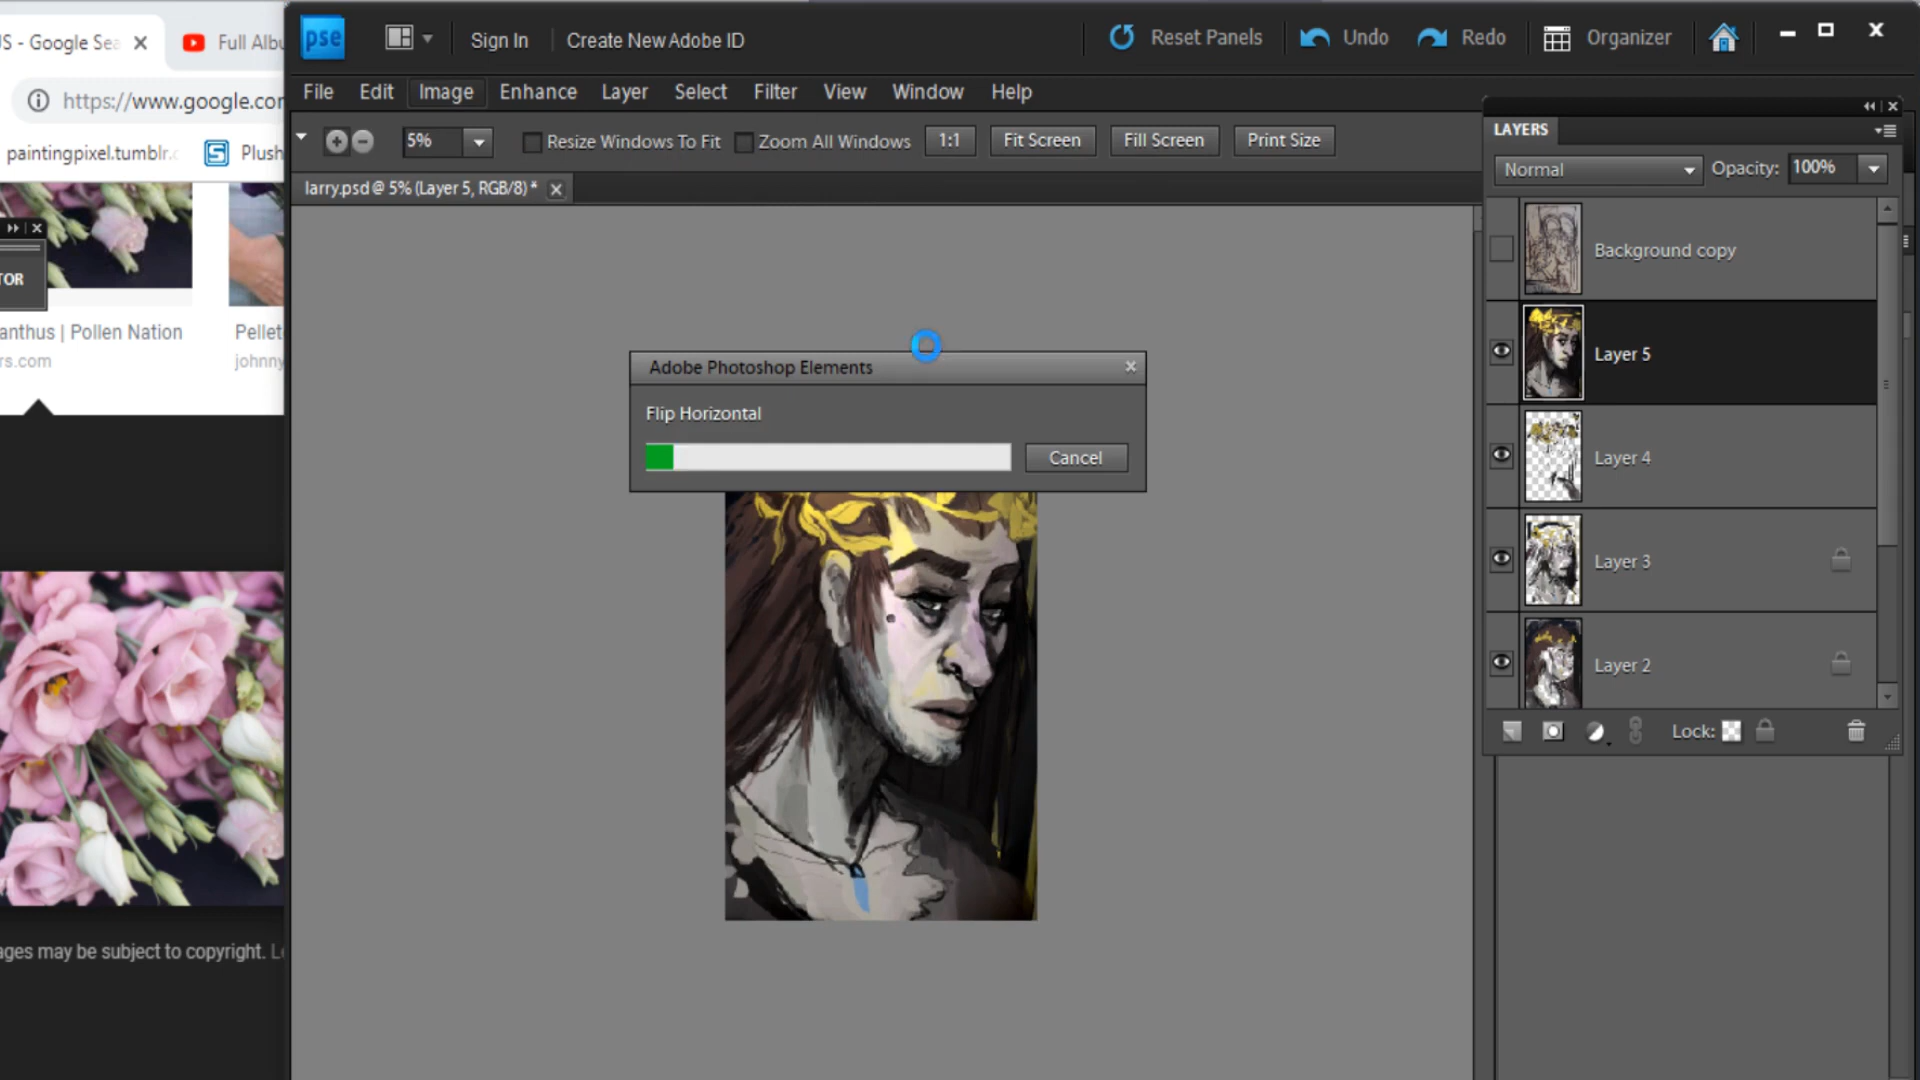 JS - Google Sea
Full Albu
https://www.google.cor
paintingpixel.tumblr.c
Plush
TOR
anthus | Pollen Nation
rs.com
Pellet
johnny
ages may be subject to copyright. Le
pse
Sign In
Create New Adobe ID
Reset Panels
Undo
Redo
Organizer
File Edit Image Enhance Layer Select Filter View Window Help
5%
Resize Windows To Fit
Zoom All Windows
1:1
Fit Screen
Fill Screen
Print Size
larry.psd @ 5% (Layer 5, RGB/8) *
Adobe Photoshop Elements
Flip Horizontal
Cancel
LAYERS
Normal
Opacity: 100%
Background copy
Layer 5
Layer 4
Layer 3
Layer 2
Lock: